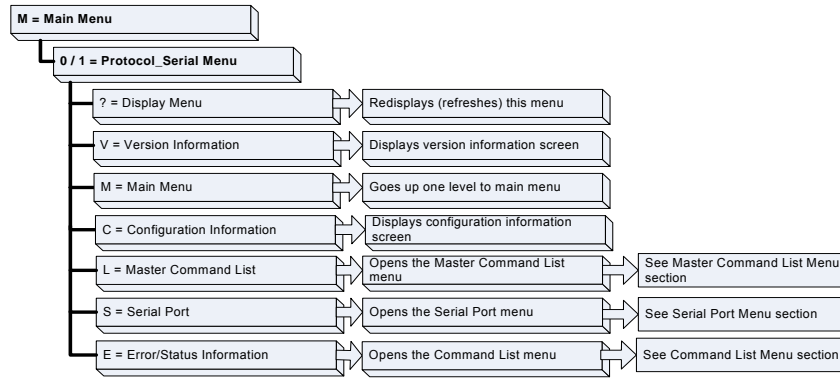 M = Main Menu
0 / 1 = Protocol_Serial Menu
? = Display Menu
Redisplays (refreshes) this menu
V = Version Information
Displays version information screen
M = Main Menu
Goes up one level to main menu
C = Configuration Information
Displays configuration information
screen
L = Master Command List
Opens the Master Command List
menu
See Master Command List Menu
section
S = Serial Port
Opens the Serial Port menu
See Serial Port Menu section
E = Error/Status Information
Opens the Command List menu
See Command List Menu section